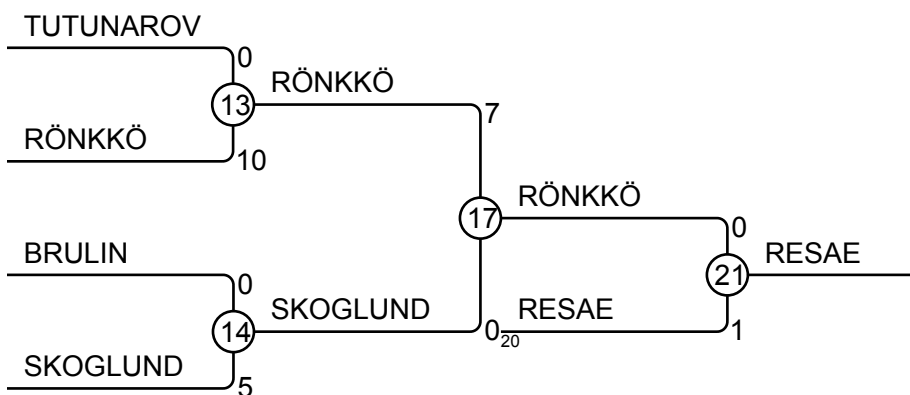 TUTUNAROV
0
13
RÖNKKÖ
7
RÖNKKÖ
10
17
RÖNKKÖ
0
BRULIN
0
21
RESAE
14
SKOGLUND
0
20
RESAE
1
SKOGLUND
5